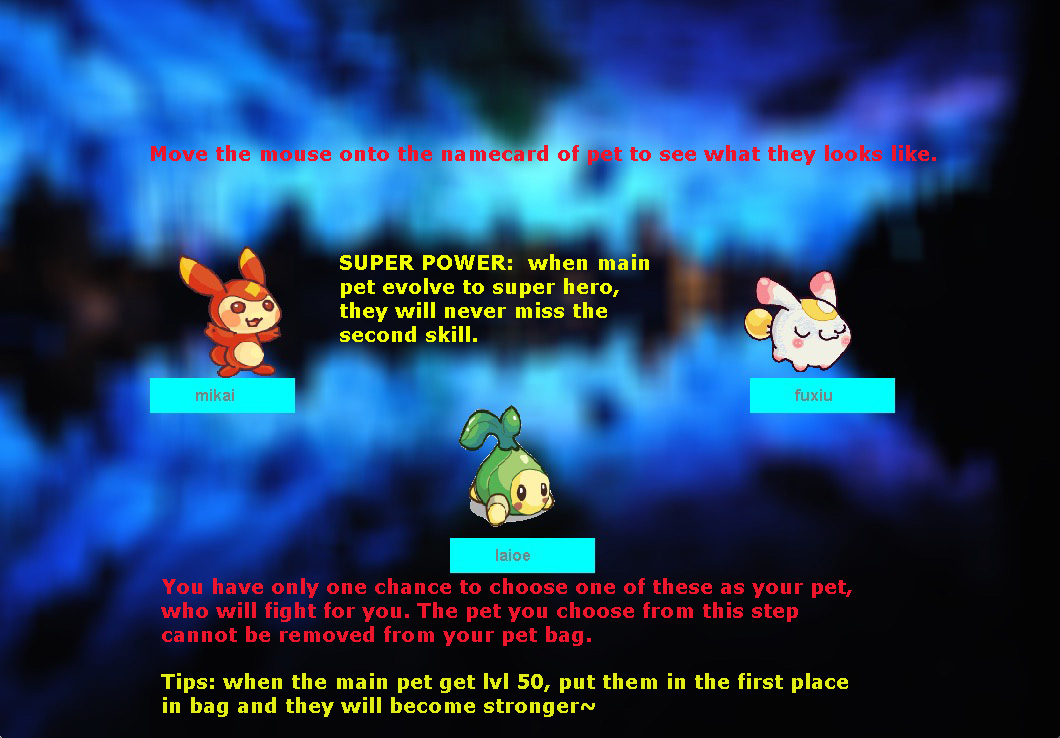 Move the mouse onto the namecard of pet to see what they looks like.
SUPER POWER:  when main
pet evolve to super hero,
they will never miss the
second skill.
mikai
fuxiu
laioe
You have only one chance to choose one of these as your pet,
who will fight for you. The pet you choose from this step
cannot be removed from your pet bag.
Tips: when the main pet get lvl 50, put them in the first place
in bag and they will become stronger~